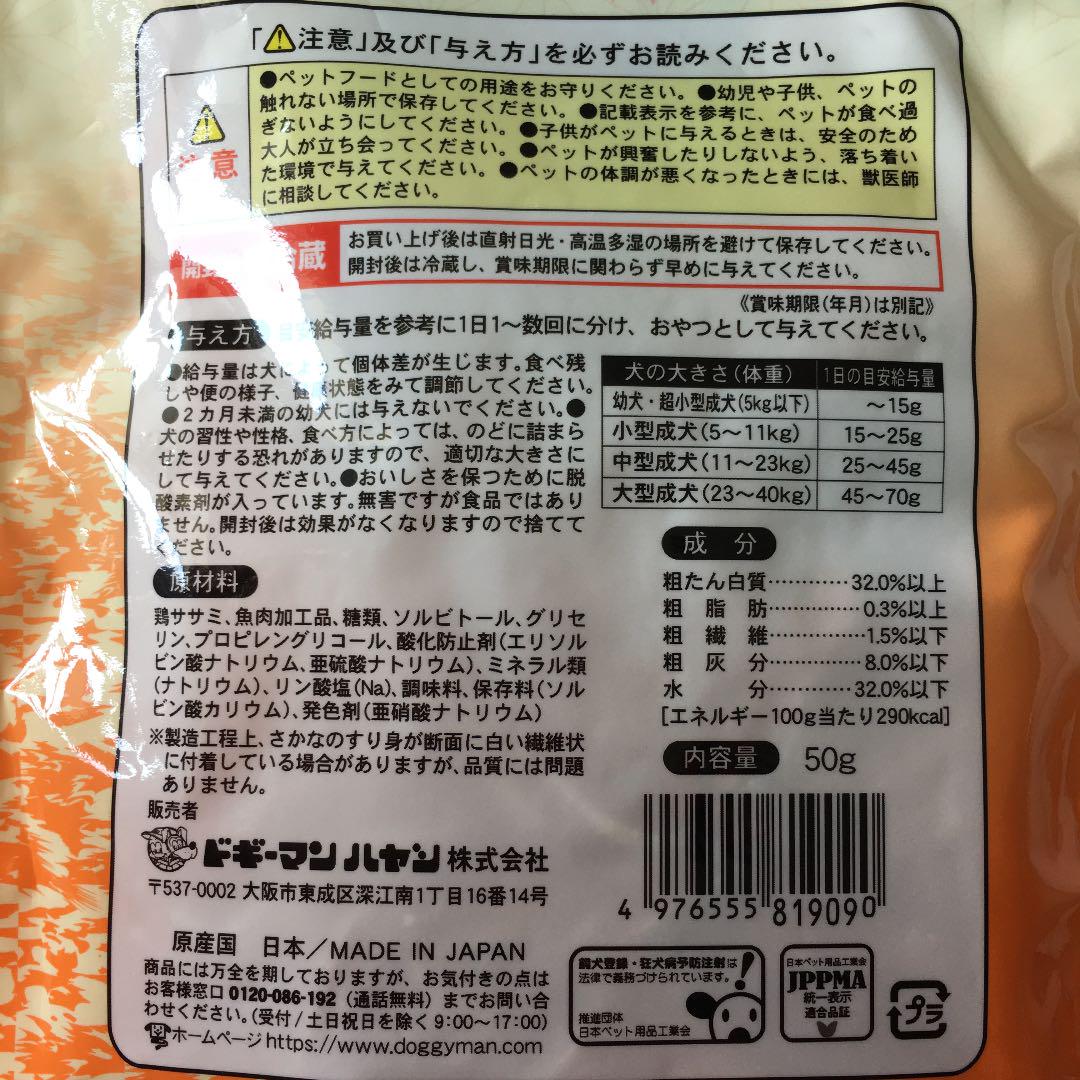 「⚠注意」及び「与え方」を必ずお読みください。
意
●ペットフードとしての用途をお守りください。●幼児や子供、ペットの
触れない場所で保存してください。●記載表示を参考に、ペットが食べ過
ぎないようにしてください。●子供がペットに与えるときは、安全のため
大人が立ち会ってください。●ペットが興奮したりしないよう、落ち着い
た環境で与えてください。●ペットの体調が悪くなったときには、獣医師
に相談してください。
開封 冷蔵
お買い上げ後は直射日光・高温多湿の場所を避けて保存してください。
開封後は冷蔵し、賞味期限に関わらず早めに与えてください。
《賞味期限(年月)は別記》
与え方 給与量を参考に1日1〜数回に分け、おやつとして与えてください。
●給与量は犬によって個体差が生じます。食べ残
しや便の様子、健康状態をみて調節してください。
●2カ月未満の幼犬には与えないでください。●
犬の習性や性格、食べ方によっては、のどに詰まら
せたりする恐れがありますので、適切な大きさに
して与えてください。●おいしさを保つために脱
酸素剤が入っています。無害ですが食品ではあり
ません。開封後は効果がなくなりますので捨てて
ください。
犬の大きさ(体重) 1日の目安給与量
幼犬・超小型成犬(5kg以下) 〜15g
小型成犬(5〜11kg) 15〜25g
中型成犬(11〜23kg) 25〜45g
大型成犬(23〜40kg) 45〜70g
成 分
粗たん白質…………32.0%以上
粗脂肪……………0.3%以上
粗繊維……………1.5%以下
粗灰分……………8.0%以下
水分…………32.0%以下
[エネルギー100g当たり290kcal]
内容量 50g
原材料
鶏ササミ、魚肉加工品、糖類、ソルビトール、グリセ
リン、プロピレングリコール、酸化防止剤(エリソル
ビン酸ナトリウム、亜硫酸ナトリウム)、ミネラル類
(ナトリウム)、リン酸塩(Na)、調味料、保存料(ソル
ビン酸カリウム)、発色剤(亜硝酸ナトリウム)
※製造工程上、さかなのすり身が断面に白い繊維状
に付着している場合がありますが、品質には問題
ありません。
販売者
ドギーマンハヤシ株式会社
〒537-0002 大阪市東成区深江南1丁目16番14号
4 976555 819090
原産国 日本/MADE IN JAPAN
商品には万全を期しておりますが、お気付きの点は
お客様窓口0120-086-192(通話無料)までお問い合
わせください。(受付/土日祝日を除く9:00〜17:00)
ホームページhttps://www.doggyman.com
飼犬登録・狂犬病予防注射は
法律で義務づけられています。
推進団体
日本ペット用品工業会
日本ペット用品工業会
JPPMA
統一表示
適合品証
プラ